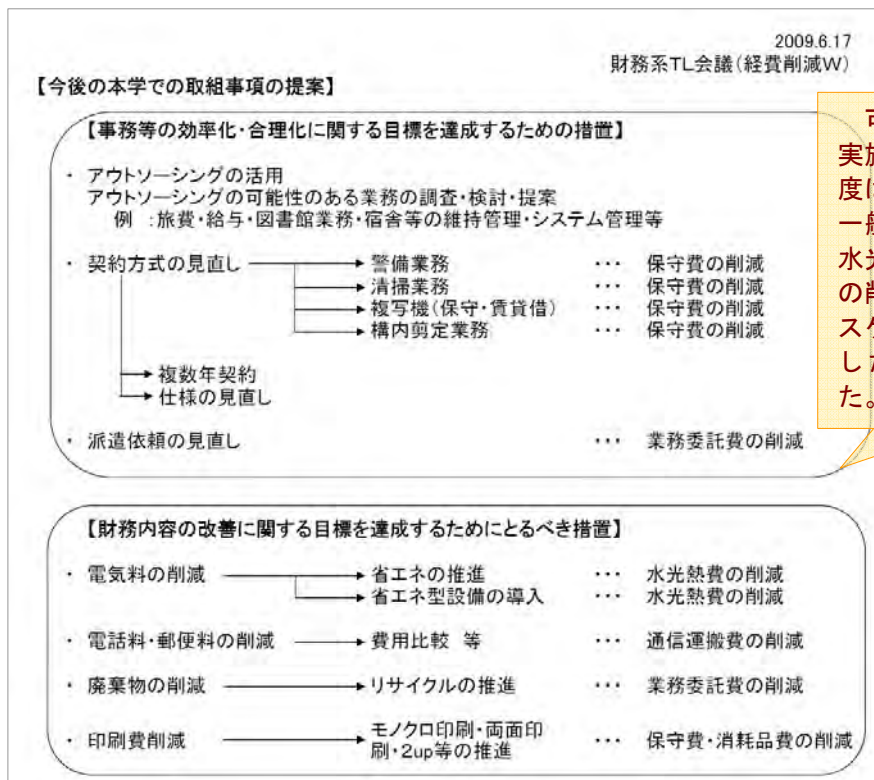 2009.6.17
財務系TL会議(経費削減W)
【今後の本学での取組事項の提案】
【事務等の効率化・合理化に関する目標を達成するための措置】
・ アウトソーシングの活用
アウトソーシングの可能性のある業務の調査・検討・提案
例 :旅費・給与・図書館業務・宿舎等の維持管理・システム管理等
・ 契約方式の見直し → 警備業務 … 保守費の削減
→ 清掃業務 … 保守費の削減
→ 複写機(保守・賃貸借) … 保守費の削減
→ 構内剪定業務 … 保守費の削減
→ 複数年契約
→ 仕様の見直し
・ 派遣依頼の見直し … 業務委託費の削減
実施
度
一般
水光
の削
した
た。
【財務内容の改善に関する目標を達成するためにとるべき措置】
・ 電気料の削減 → 省エネの推進 … 水光熱費の削減
→ 省エネ型設備の導入 … 水光熱費の削減
・ 電話料・郵便料の削減 → 費用比較 等 … 通信運搬費の削減
・ 廃棄物の削減 → リサイクルの推進 … 業務委託費の削減
・ 印刷費削減 → モノクロ印刷・両面印
刷・2up等の推進 … 保守費・消耗品費の削減